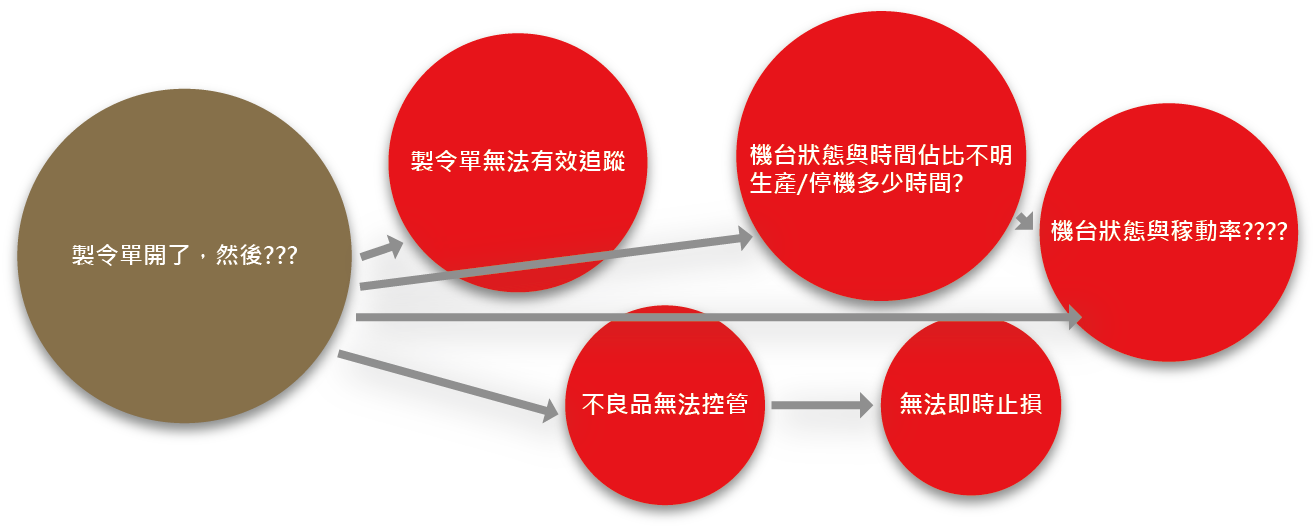 製令單開了，然後???
製令單無法有效追蹤
機台狀態與時間佔比不明
生產/停機多少時間?
機台狀態與稼動率????
不良品無法控管
無法即時止損